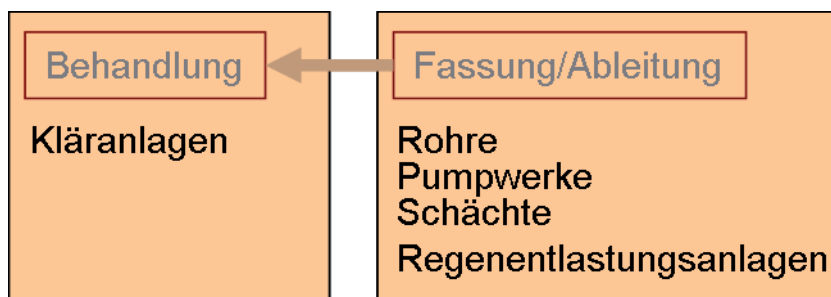 Behandlung
Kläranlagen
Fassung/Ableitung
Rohre
Pumpwerke
Schächte
Regenentlastungsanlagen